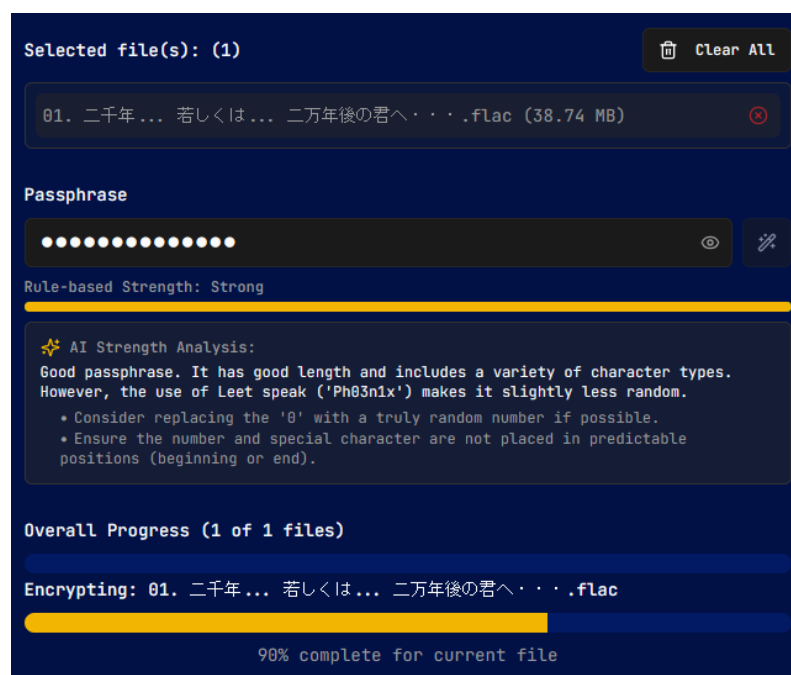 Selected file(s): (1)
Clear All
01. 二千年... 若しくは... 二万年後の君へ・・・.flac (38.74 MB)
Passphrase
●●●●●●●●●●●●●●
Rule-based Strength: Strong
AI Strength Analysis:
Good passphrase. It has good length and includes a variety of character types.
However, the use of Leet speak ('Ph03n1x') makes it slightly less random.
• Consider replacing the '0' with a truly random number if possible.
• Ensure the number and special character are not placed in predictable
positions (beginning or end).
Overall Progress (1 of 1 files)
Encrypting: 01. 二千年... 若しくは... 二万年後の君へ・・・.flac
90% complete for current file